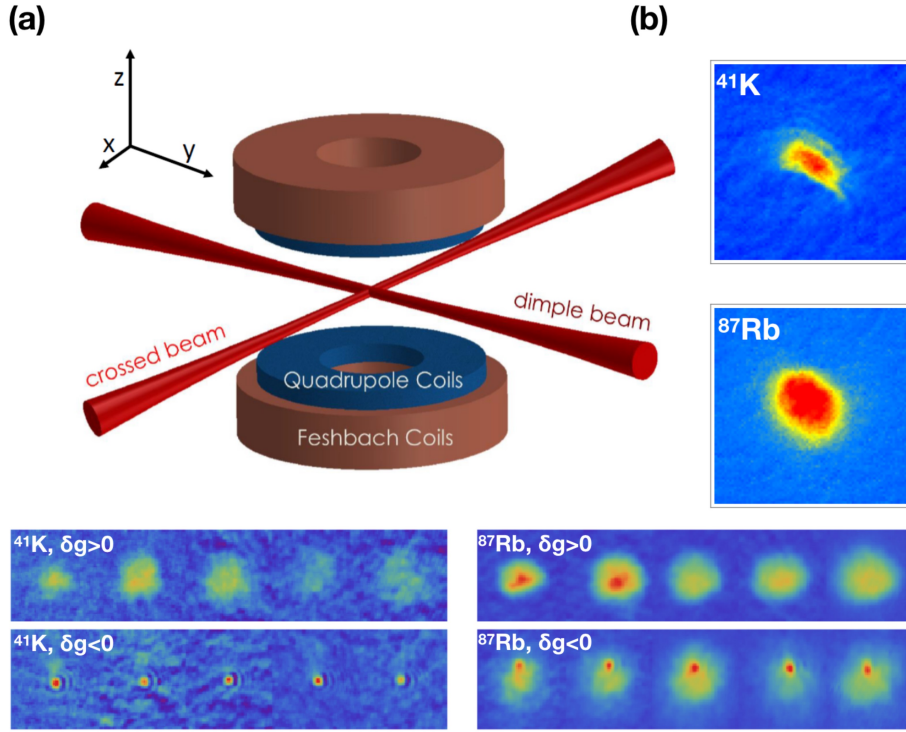 (a)
(b)
z
x
y
crossed beam
dimple beam
Quadrupole Coils
Feshbach Coils
⁴¹K
⁸⁷Rb
⁴¹K, δg>0
⁸⁷Rb, δg>0
⁴¹K, δg<0
⁸⁷Rb, δg<0